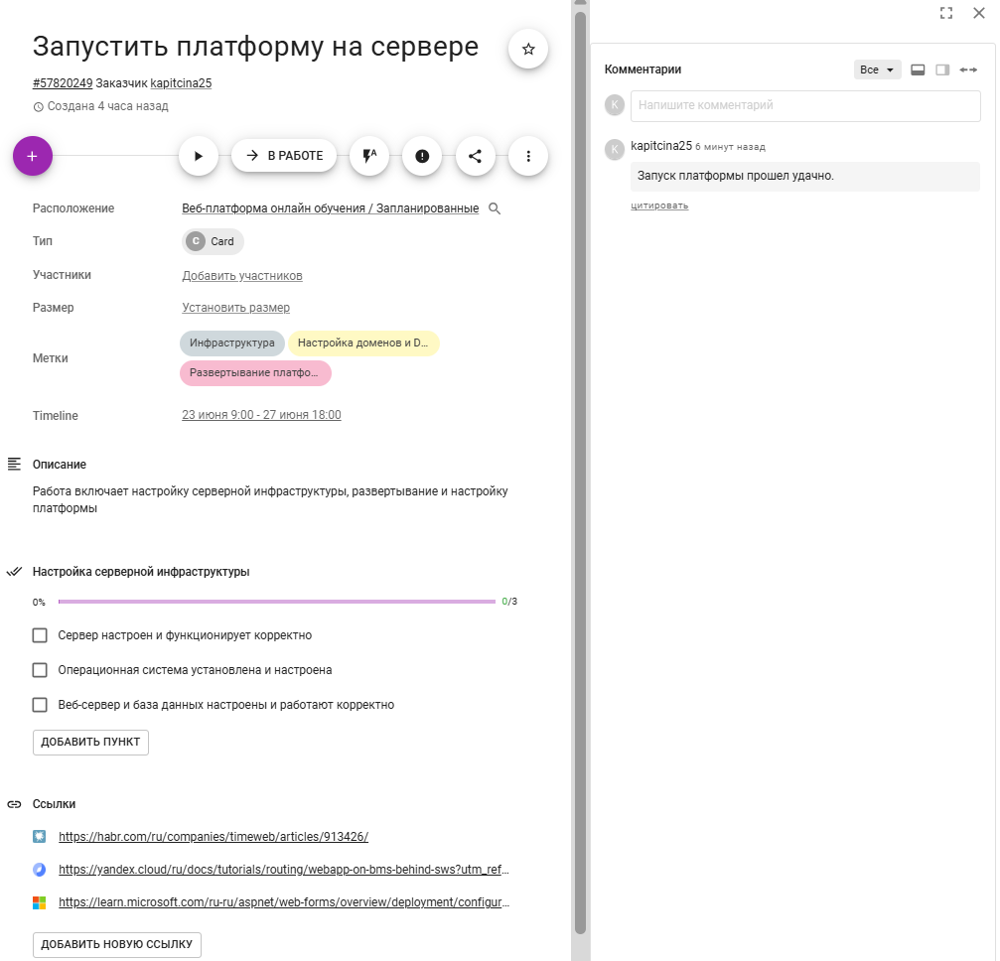 Запустить платформу на сервере
#57820249 Заказчик kapitcina25
Создана 4 часа назад
В РАБОТЕ
Расположение
Веб-платформа онлайн обучения / Запланированные
Тип
C Card
Участники
Добавить участников
Размер
Установить размер
Метки
Инфраструктура
Настройка доменов и D...
Развертывание платфо...
Timeline
23 июня 9:00 - 27 июня 18:00
Описание
Работа включает настройку серверной инфраструктуры, развертывание и настройку
платформы
Настройка серверной инфраструктуры
0%
0/3
Сервер настроен и функционирует корректно
Операционная система установлена и настроена
Веб-сервер и база данных настроены и работают корректно
ДОБАВИТЬ ПУНКТ
Ссылки
https://habr.com/ru/companies/timeweb/articles/913426/
https://yandex.cloud/ru/docs/tutorials/routing/webapp-on-bms-behind-sws?utm_ref...
https://learn.microsoft.com/ru-ru/aspnet/web-forms/overview/deployment/configur...
ДОБАВИТЬ НОВУЮ ССЫЛКУ
Комментарии
Все
K
Напишите комментарий
K
kapitcina25 6 минут назад
Запуск платформы прошел удачно.
цитировать